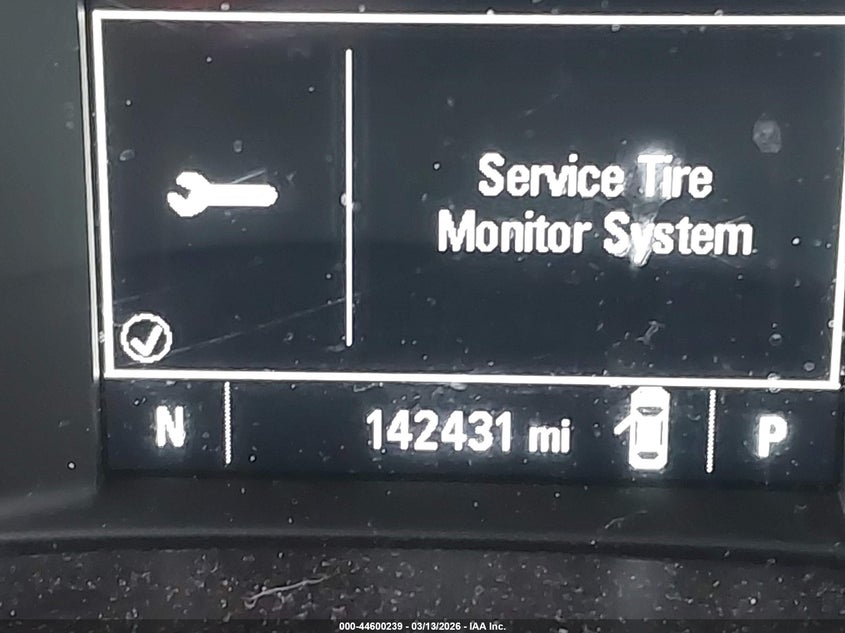 Service Tire
Monitor System
N 142431 mi P
000-44600239 - 03/13/2026 - IAA Inc.